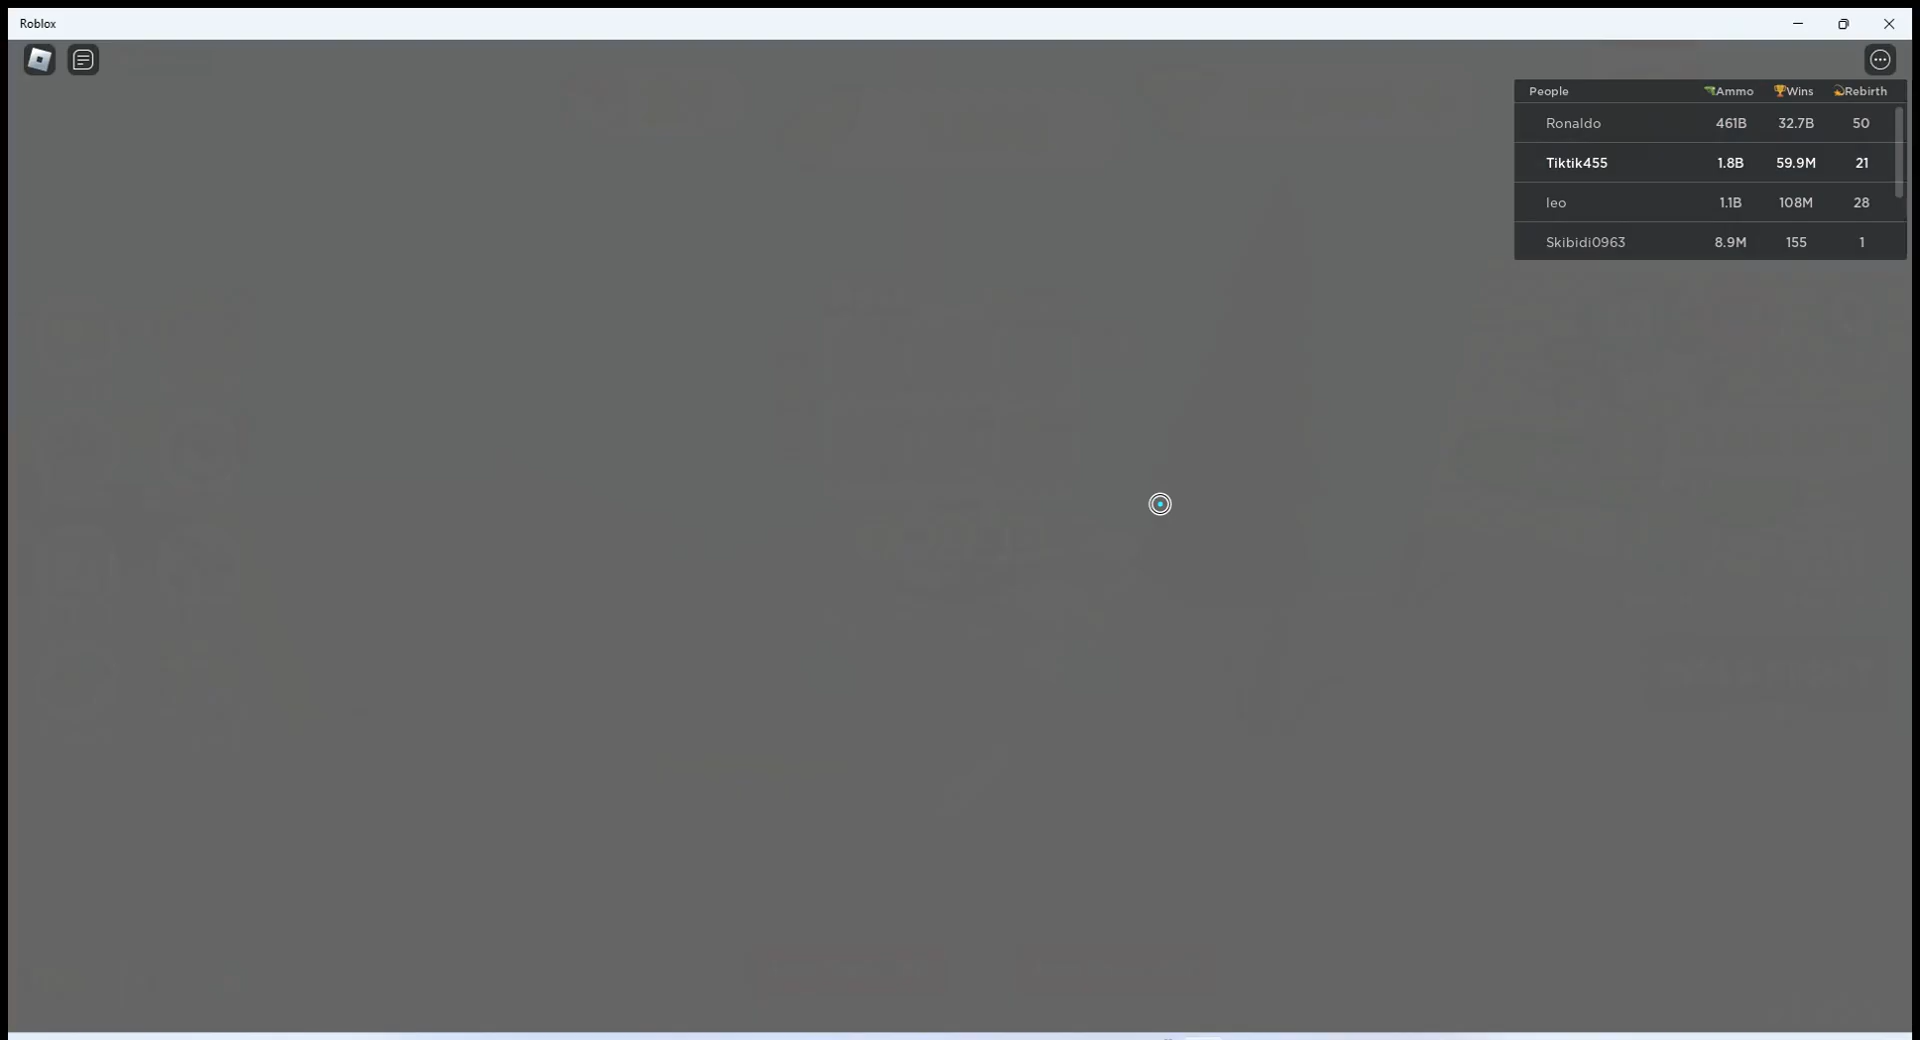 Roblox
People Ammo Wins Rebirth
Ronaldo 461B 32.7B 50
Tiktik455 1.8B 59.9M 21
leo 1.1B 108M 28
Skibidi0963 8.9M 155 1